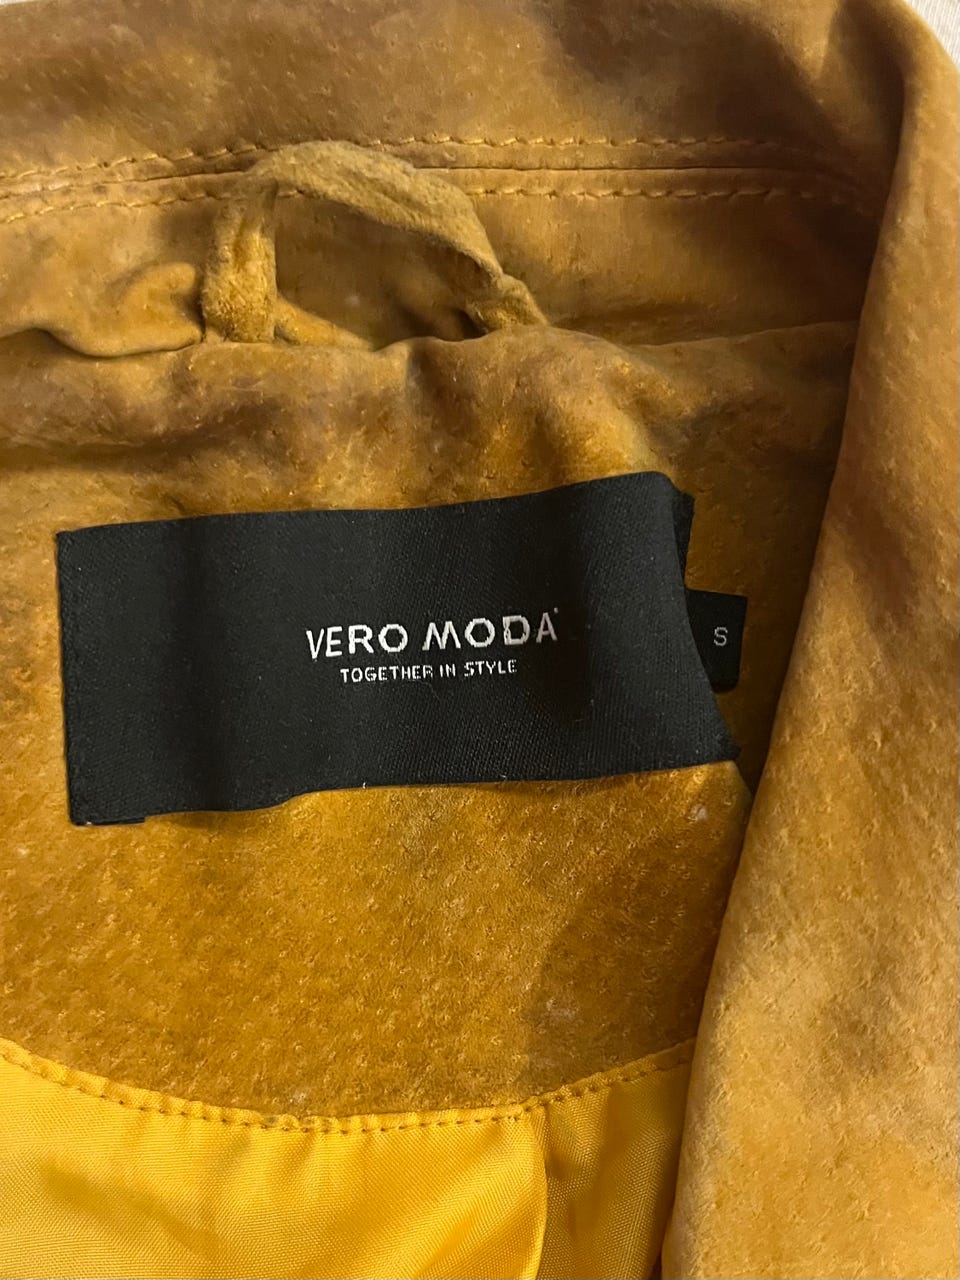 VERO MODA
TOGETHER IN STYLE
S